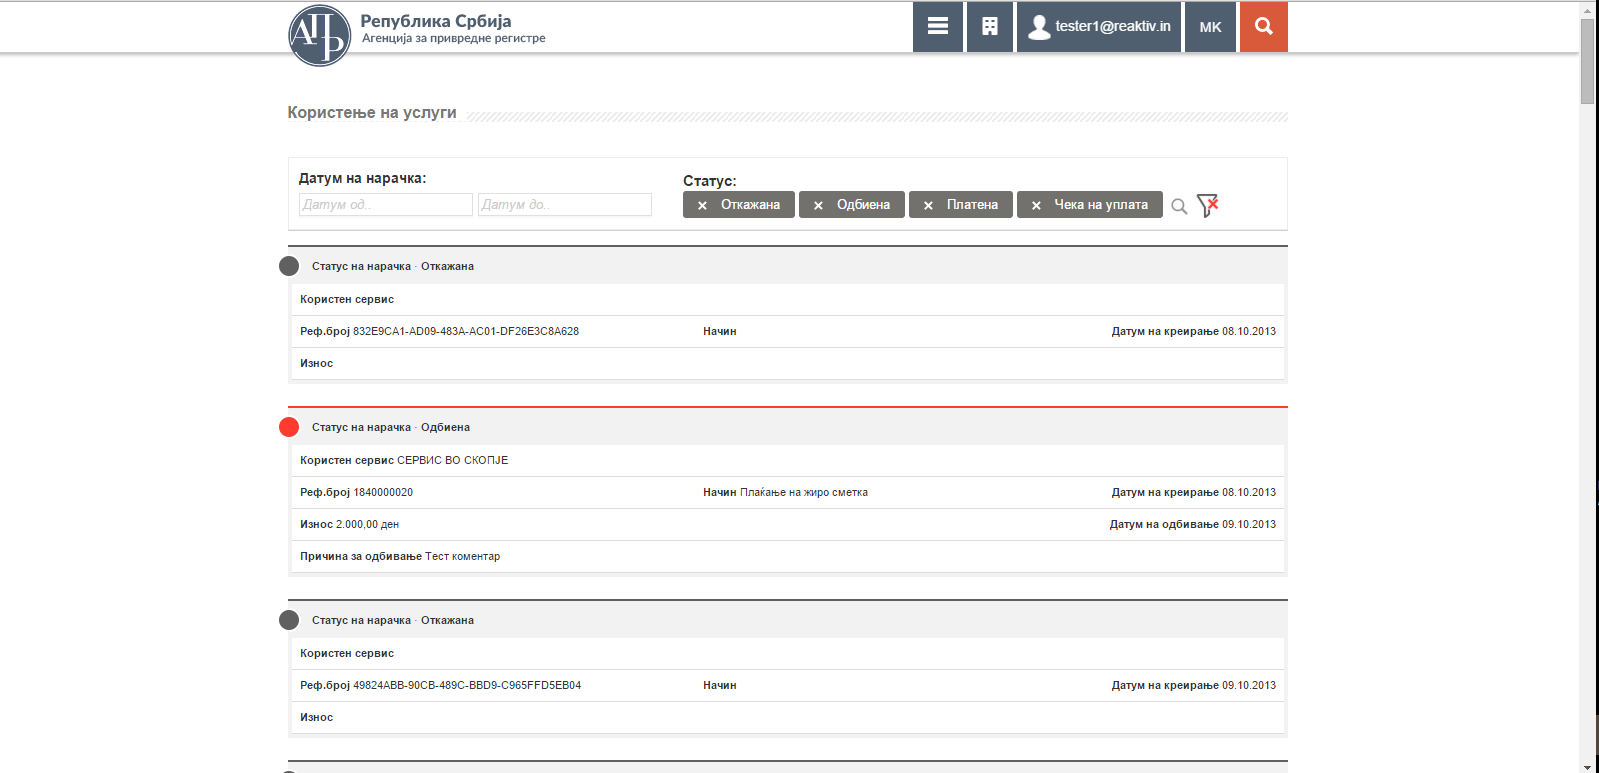 АПР
Република Србија
Агенција за привредне регистре
tester1@reaktiv.in
MK
Користење на услуги
Датум на нарачка:
Датум од..
Датум до..
Статус:
× Откажана
× Одбиена
× Платена
× Чека на уплата
Статус на нарачка · Откажана
Користен сервис
Реф.број 832E9CA1-AD09-483A-AC01-DF26E3C8A628
Начин
Датум на креирање 08.10.2013
Износ
Статус на нарачка · Одбиена
Користен сервис СЕРВИС ВО СКОПЈЕ
Реф.број 1840000020
Начин Плаќање на жиро сметка
Датум на креирање 08.10.2013
Износ 2.000,00 ден
Датум на одбивање 09.10.2013
Причина за одбивање Тест коментар
Статус на нарачка · Откажана
Користен сервис
Реф.број 49824ABB-90CB-489C-BBD9-C965FFD5EB04
Начин
Датум на креирање 09.10.2013
Износ